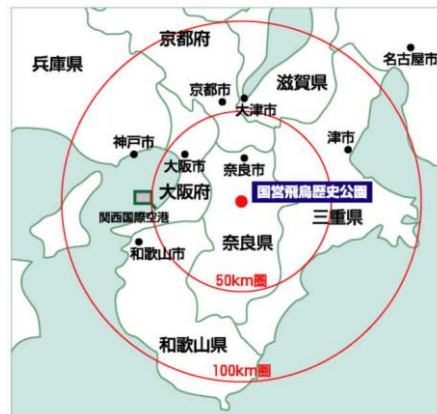 京都府
兵庫県
滋賀県
名古屋市
京都市
大津市
神戸市
大阪市
奈良市
津市
大阪府
国営飛鳥歴史公園
関西国際空港
三重県
奈良県
和歌山市
50km圏
和歌山県
100km圏